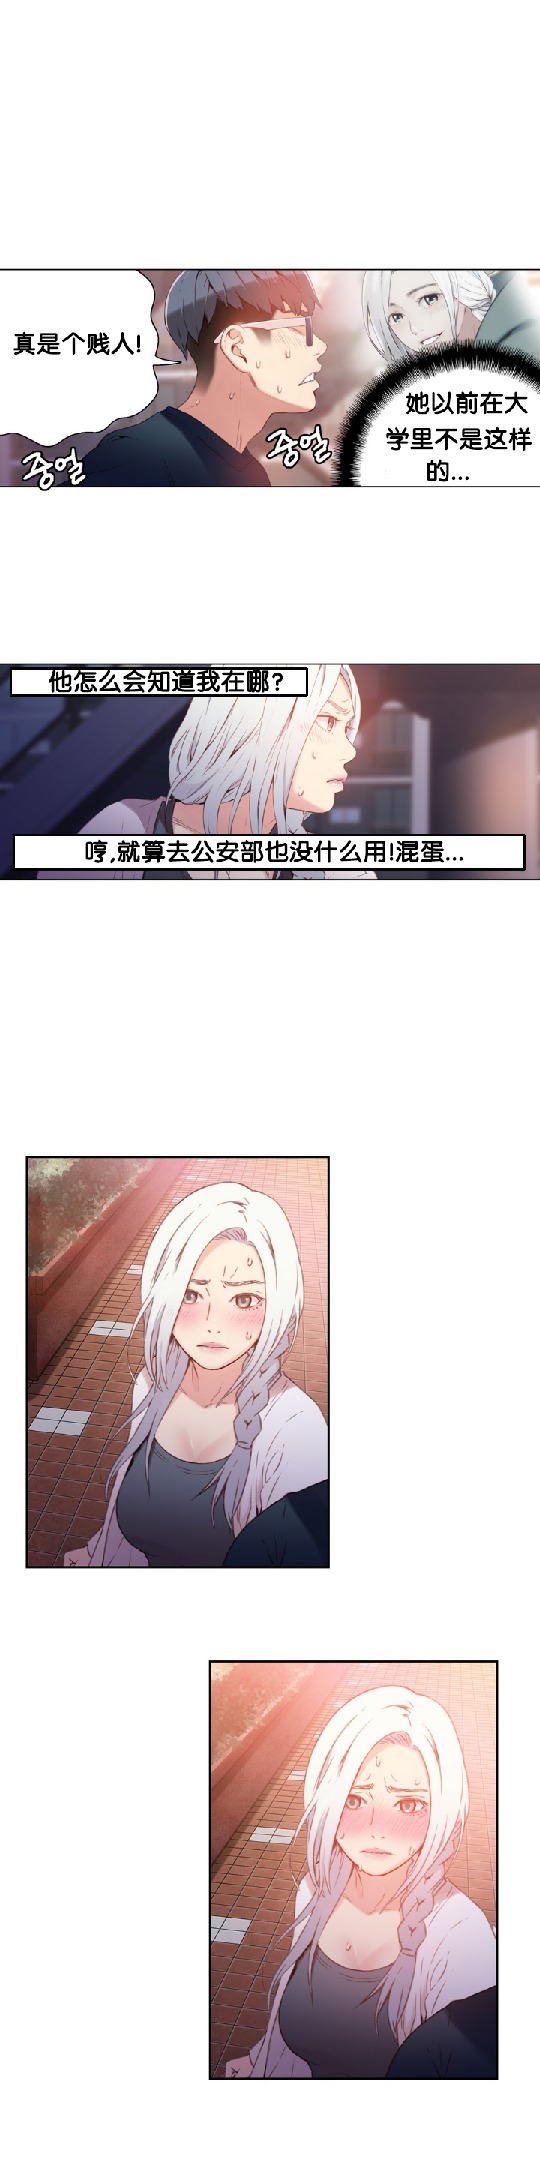 真是个贱人!
她以前在大
学里不是这样
的...
중얼
중얼
他怎么会知道我在哪?
哼,就算去公安部也没什么用!混蛋...